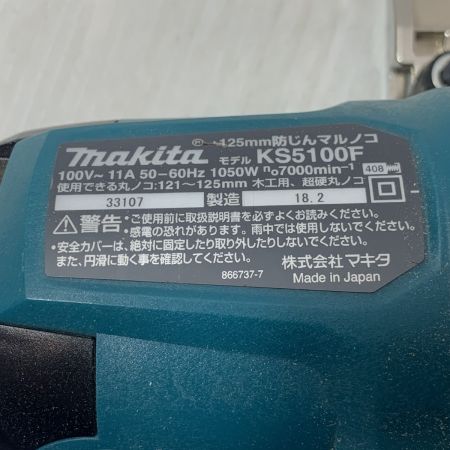 ®
125mm防じんマルノコ
makita モデル KS5100F
100V～ 11A 50－60Hz 1050W n₀7000min⁻¹ 408
使用できる丸ノコ：121～125mm 木工用、超硬丸ノコ
33107 製造 18.2
⚠警告 ・ご使用前に取扱説明書を必ずよくお読みください。
・感電の恐れがあります。雨中では使用しないでください。
・安全カバーは、絶対に固定したり取り外したりしないでください。
また、円滑に動く事を確認してください。
866737-7
株式会社マキタ
Made in Japan